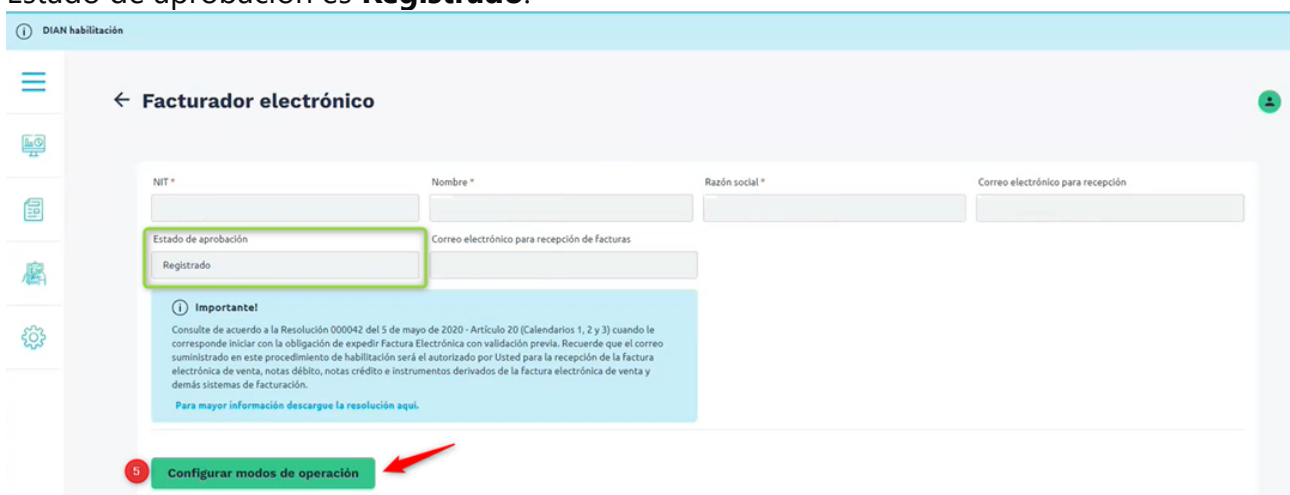 Estado de aprobación es Registrado.
DIAN habilitación
Facturador electrónico
NIT *
Nombre *
Razón social *
Correo electrónico para recepción
Estado de aprobación
Correo electrónico para recepción de facturas
Registrado
Importante!
Consulte de acuerdo a la Resolución 000042 del 5 de mayo de 2020 - Artículo 20 (Calendarios 1, 2 y 3) cuando le
corresponde iniciar con la obligación de expedir Factura Electrónica con validación previa. Recuerde que el correo
suministrado en este procedimiento de habilitación será el autorizado por Usted para la recepción de la factura
electrónica de venta, notas débito, notas crédito e instrumentos derivados de la factura electrónica de venta y
demás sistemas de facturación.
Para mayor información descargue la resolución aquí.
5 Configurar modos de operación